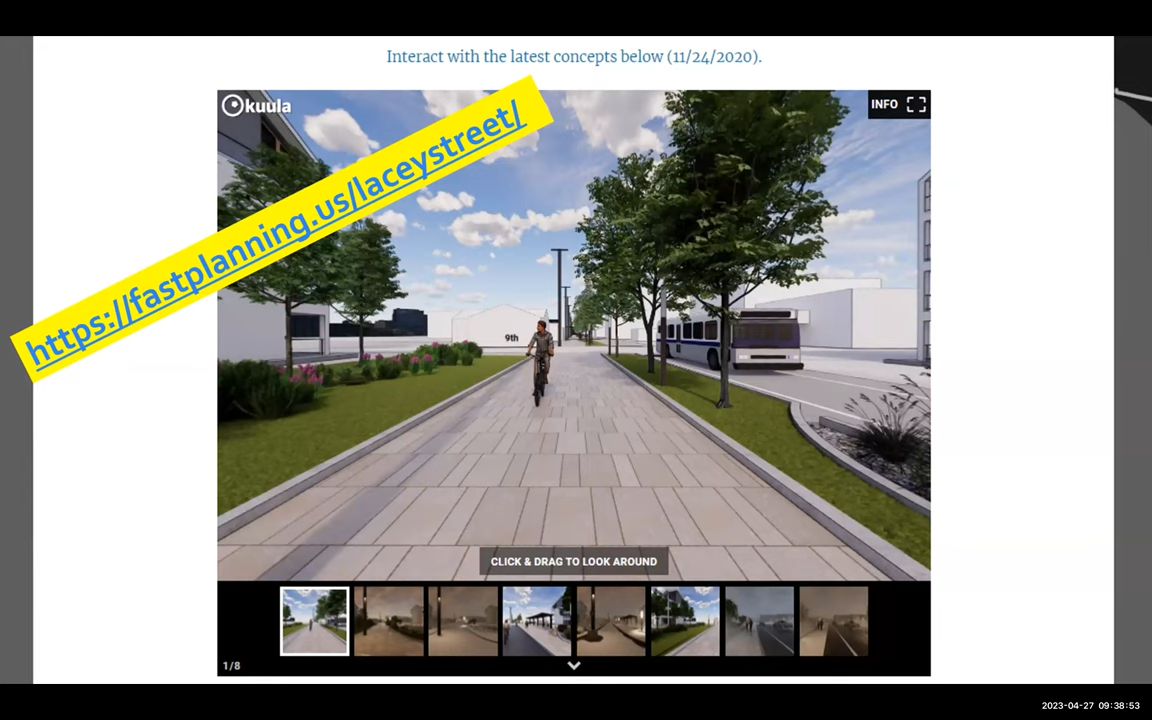 Interact with the latest concepts below (11/24/2020).
kuula
INFO
https://fastplanning.us/laceystreet/
9th
CLICK & DRAG TO LOOK AROUND
1/8
2023-04-27 09:38:53